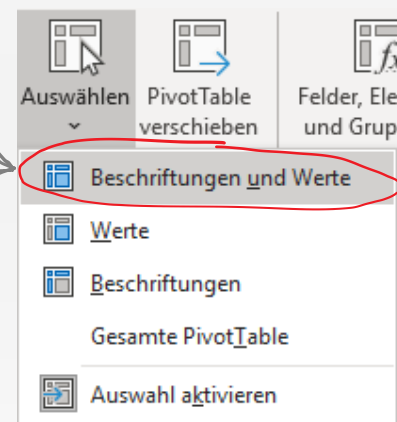 Auswählen PivotTable Felder, Ele
verschieben und Grup
Beschriftungen und Werte
Werte
Beschriftungen
Gesamte PivotTable
Auswahl aktivieren